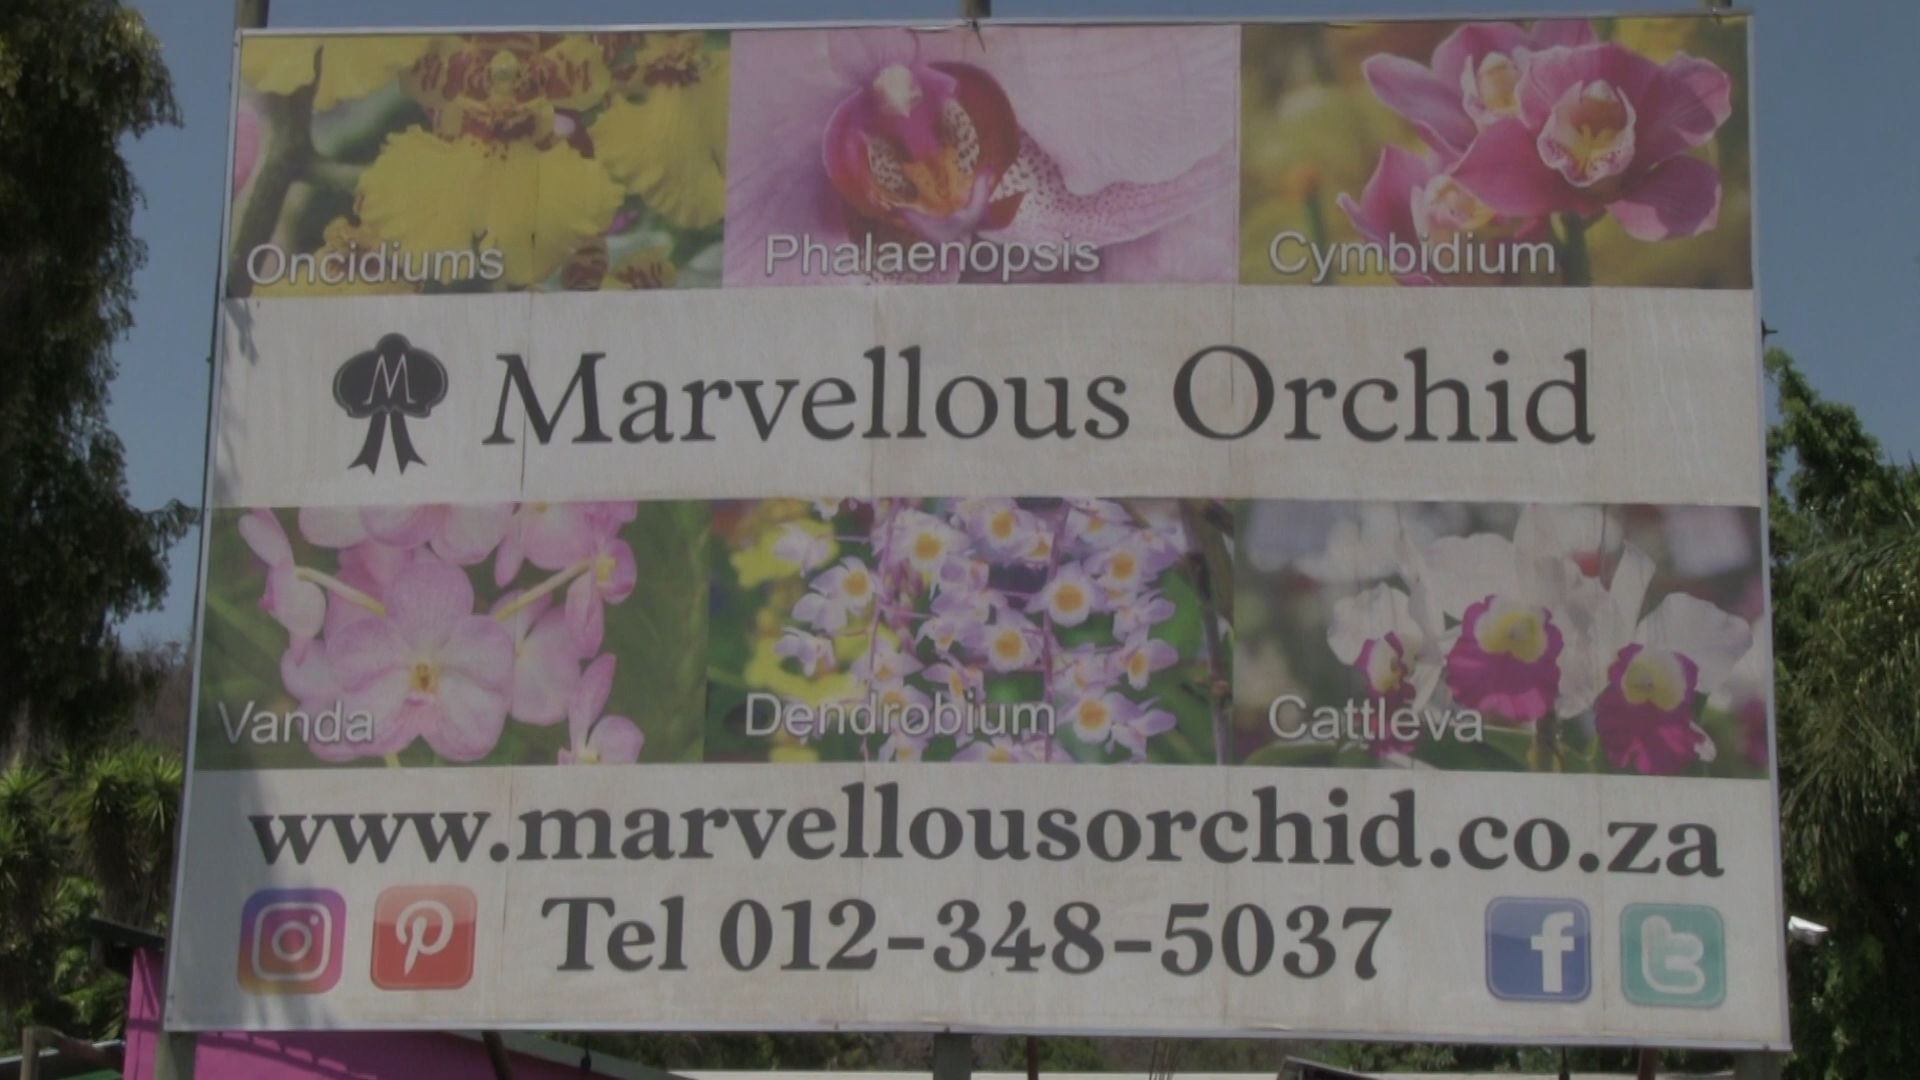 Oncidiums Phalaenopsis Cymbidium
M Marvellous Orchid
Vanda Dendrobium Cattleva
www.marvellousorchid.co.za
Tel 012-348-5037